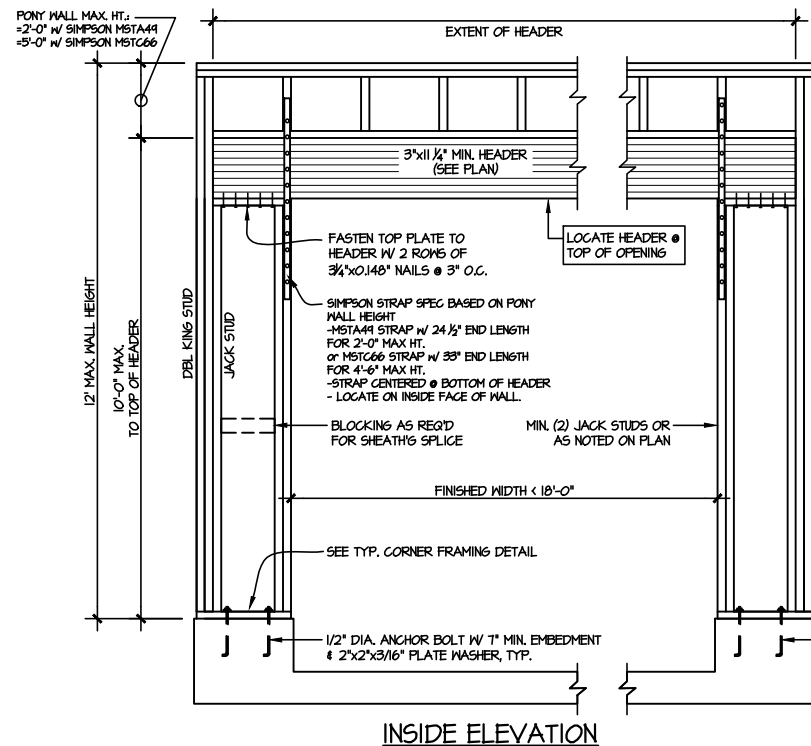 PONY WALL MAX. HT.:
=2'-0" W/ SIMPSON MSTA49
=5'-0" W/ SIMPSON MSTC66
EXTENT OF HEADER
3"x11 1/4" MIN. HEADER
(SEE PLAN)
FASTEN TOP PLATE TO
HEADER W/ 2 ROWS OF
3 1/4"x0.148" NAILS @ 3" O.C.
LOCATE HEADER @
TOP OF OPENING
SIMPSON STRAP SPEC BASED ON PONY
WALL HEIGHT
-MSTA49 STRAP W/ 24 1/2" END LENGTH
FOR 2'-0" MAX HT.
or MSTC66 STRAP W/ 33" END LENGTH
FOR 4'-6" MAX HT.
-STRAP CENTERED @ BOTTOM OF HEADER
- LOCATE ON INSIDE FACE OF WALL.
12' MAX. WALL HEIGHT
10'-0" MAX.
TO TOP OF HEADER
DBL KING STUD
JACK STUD
BLOCKING AS REQ'D
FOR SHEATH'G SPLICE
MIN. (2) JACK STUDS OR
AS NOTED ON PLAN
FINISHED WIDTH < 18'-0"
SEE TYP. CORNER FRAMING DETAIL
1/2" DIA. ANCHOR BOLT W/ 7" MIN. EMBEDMENT
& 2"x2"x3/16" PLATE WASHER, TYP.
INSIDE ELEVATION